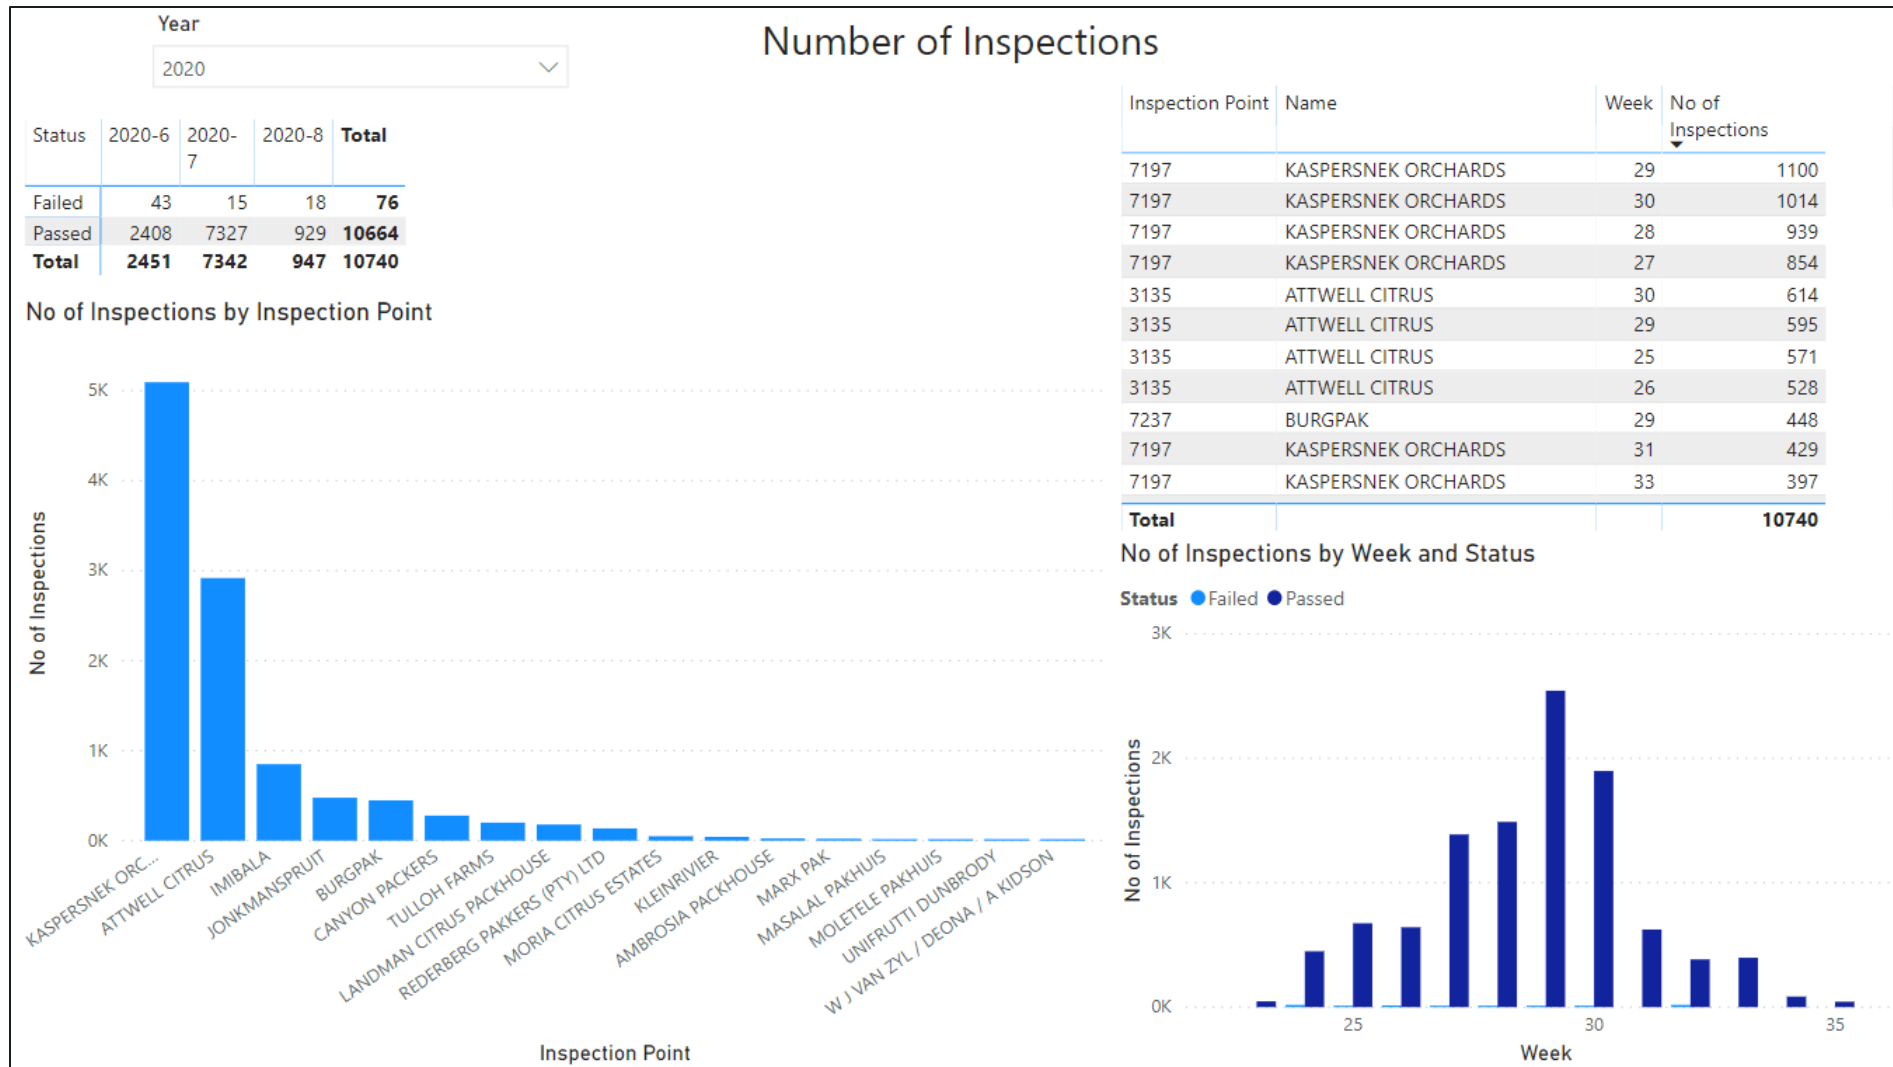 Year
2020
Number of Inspections
Status 2020-6 2020-7 2020-8 Total
Failed 43 15 18 76
Passed 2408 7327 929 10664
Total 2451 7342 947 10740
Inspection Point Name Week No of Inspections
7197 KASPERSNEK ORCHARDS 29 1100
7197 KASPERSNEK ORCHARDS 30 1014
7197 KASPERSNEK ORCHARDS 28 939
7197 KASPERSNEK ORCHARDS 27 854
3135 ATTWELL CITRUS 30 614
3135 ATTWELL CITRUS 29 595
3135 ATTWELL CITRUS 25 571
3135 ATTWELL CITRUS 26 528
7237 BURGPAK 29 448
7197 KASPERSNEK ORCHARDS 31 429
7197 KASPERSNEK ORCHARDS 33 397
Total 10740
No of Inspections by Inspection Point
No of Inspections
5K
4K
3K
2K
1K
0K
KASPERSNEK ORC...
ATTWELL CITRUS
IMIBALA
JONKMANSPRUIT
BURGPAK
CANYON PACKERS
TULLOH FARMS
LANDMAN CITRUS PACKHOUSE
REDERBERG PAKKERS (PTY) LTD
MORIA CITRUS ESTATES
KLEINRIVIER
AMBROSIA PACKHOUSE
MARX PAK
MASALAL PAKHUIS
MOLETELE PAKHUIS
UNIFRUTTI DUNBRODY
W J VAN ZYL / DEONA / A KIDSON
Inspection Point
No of Inspections by Week and Status
Status Failed Passed
No of Inspections
3K
2K
1K
0K
25 30 35
Week